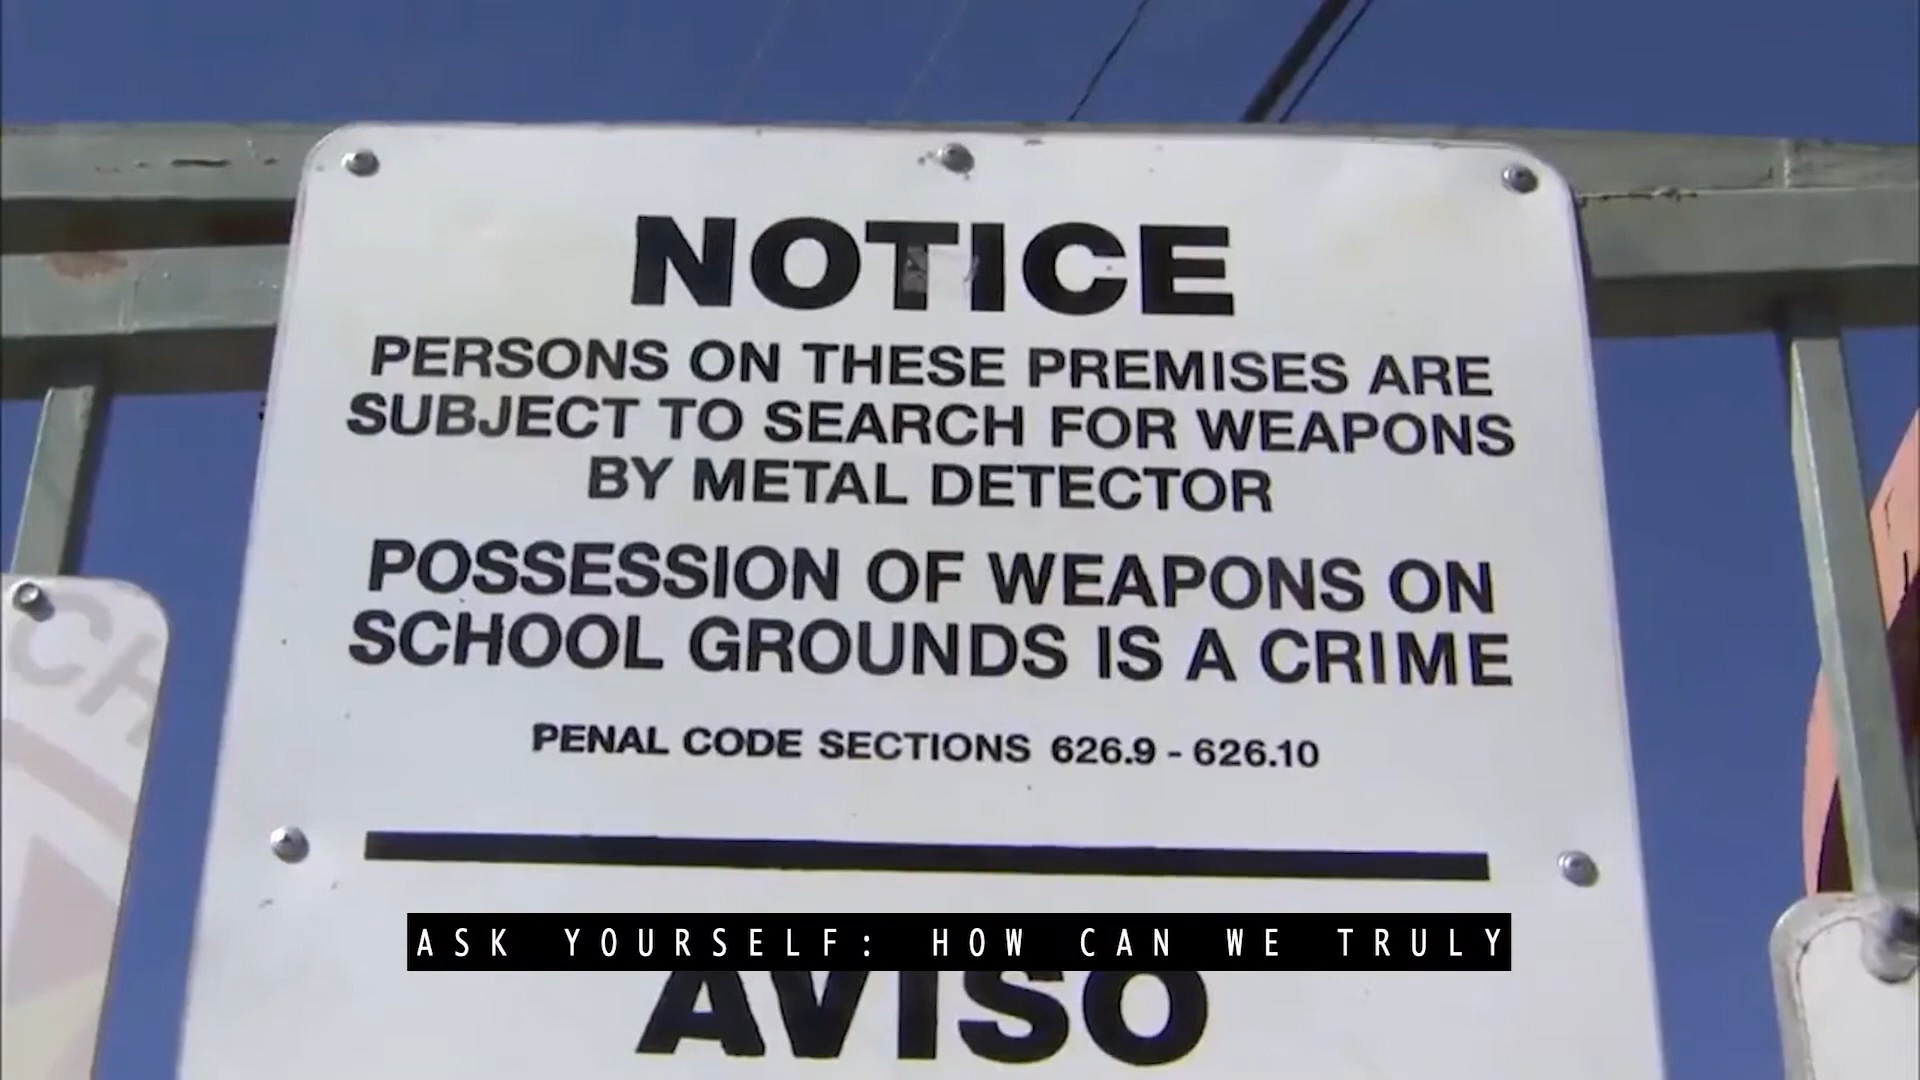 NOTICE
PERSONS ON THESE PREMISES ARE
SUBJECT TO SEARCH FOR WEAPONS
BY METAL DETECTOR
POSSESSION OF WEAPONS ON
SCHOOL GROUNDS IS A CRIME
PENAL CODE SECTIONS 626.9 - 626.10
ASK YOURSELF: HOW CAN WE TRULY
AVISO